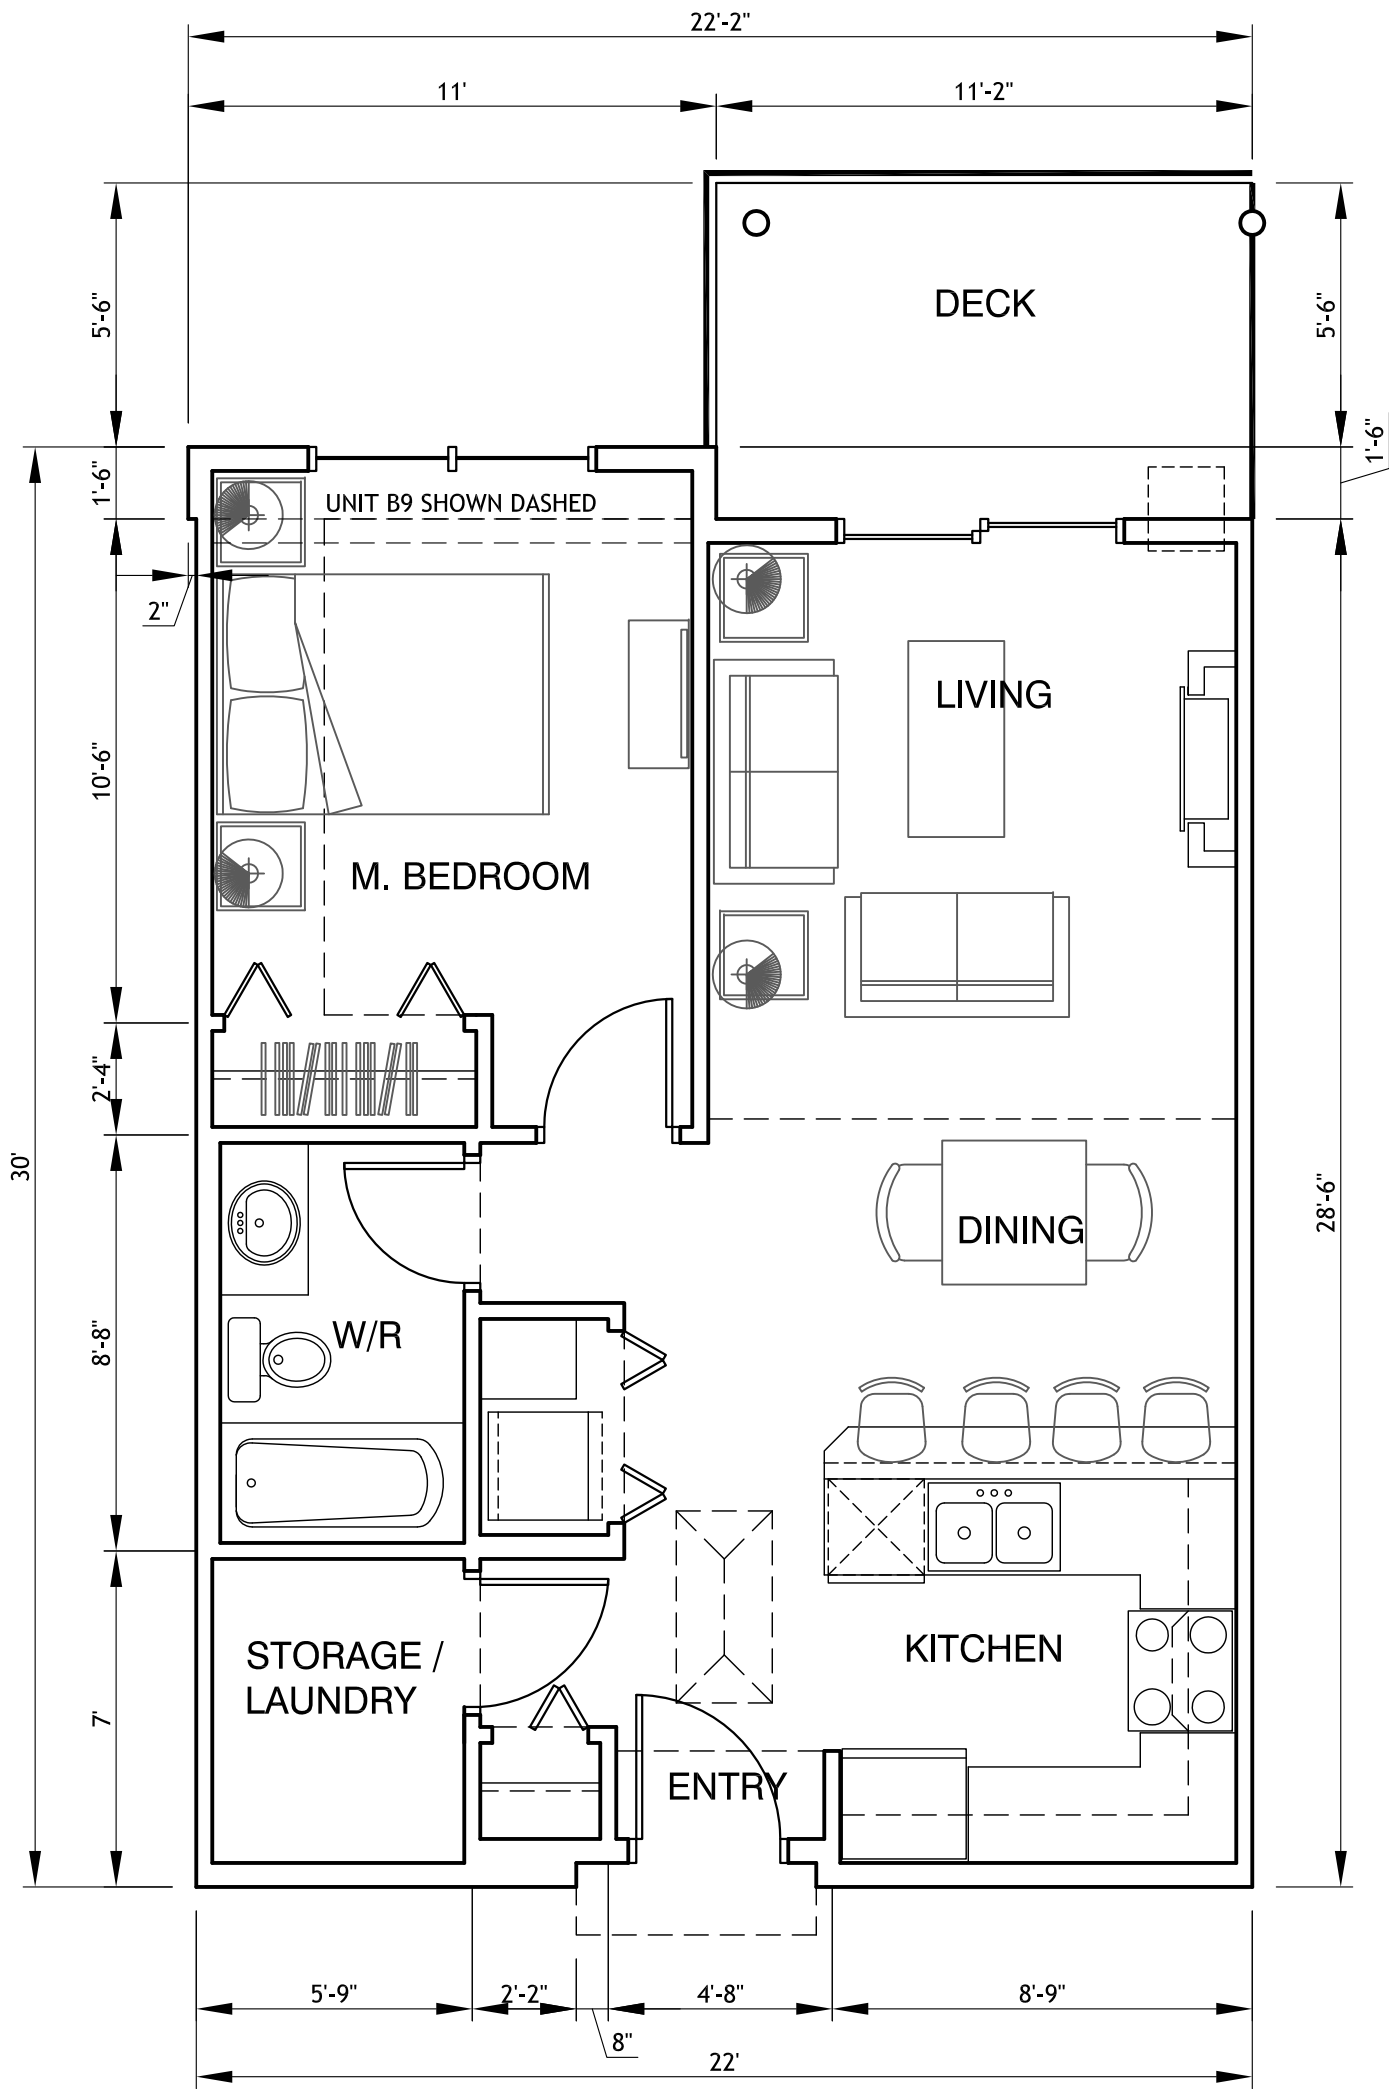 22'-2"
11'
11'-2"
5'-6"
DECK
5'-6"
1'-6"
1'-6"
UNIT B9 SHOWN DASHED
2"
LIVING
10'-6"
M. BEDROOM
2'-4"
30'
28'-6"
DINING
W/R
8'-8"
STORAGE /
LAUNDRY
KITCHEN
7'
ENTRY
5'-9"
2'-2"
4'-8"
8'-9"
8"
22'